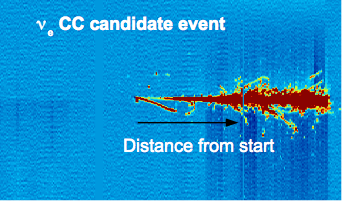 νₑ CC candidate event
Distance from start